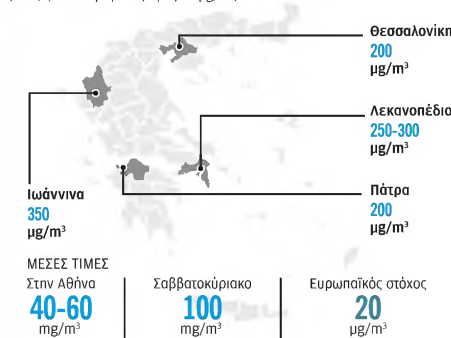 Θεσσαλονίκη
200
μg/m³
Λεκανοπέδιο
250-300
μg/m³
Πάτρα
200
μg/m³
Ιωάννινα
350
μg/m³
ΜΕΣΕΣ ΤΙΜΕΣ
Στην Αθήνα
40-60
mg/m³
Σαββατοκύριακο
100
mg/m³
Ευρωπαϊκός στόχος
20
μg/m³